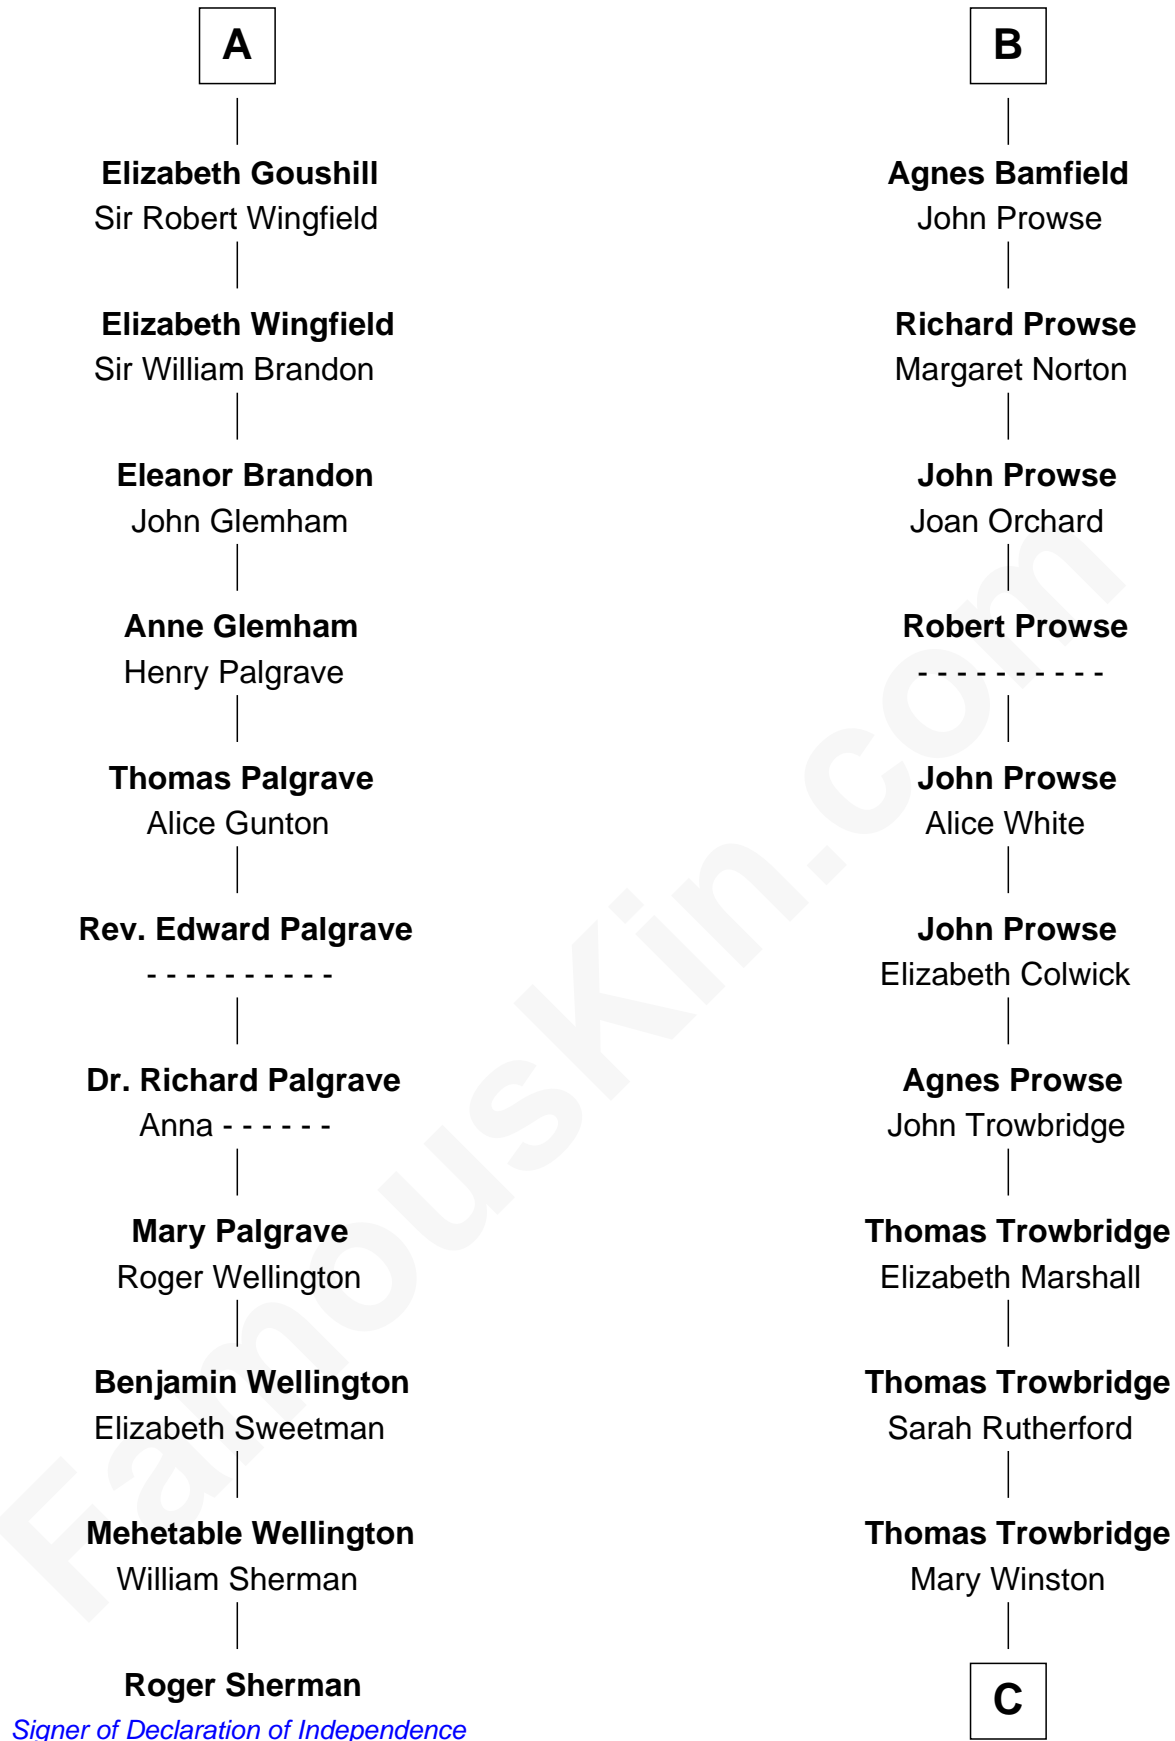 A
Elizabeth Goushill
Sir Robert Wingfield
Elizabeth Wingfield
Sir William Brandon
Eleanor Brandon
John Glemham
Anne Glemham
Henry Palgrave
Thomas Palgrave
Alice Gunton
Rev. Edward Palgrave
- - - - - - - - - -
Dr. Richard Palgrave
Anna - - - - - -
Mary Palgrave
Roger Wellington
Benjamin Wellington
Elizabeth Sweetman
Mehetable Wellington
William Sherman
Roger Sherman
Signer of Declaration of Independence
B
Agnes Bamfield
John Prowse
Richard Prowse
Margaret Norton
John Prowse
Joan Orchard
Robert Prowse
- - - - - - - - - -
John Prowse
Alice White
John Prowse
Elizabeth Colwick
Agnes Prowse
John Trowbridge
Thomas Trowbridge
Elizabeth Marshall
Thomas Trowbridge
Sarah Rutherford
Thomas Trowbridge
Mary Winston
C
FamousKin.com